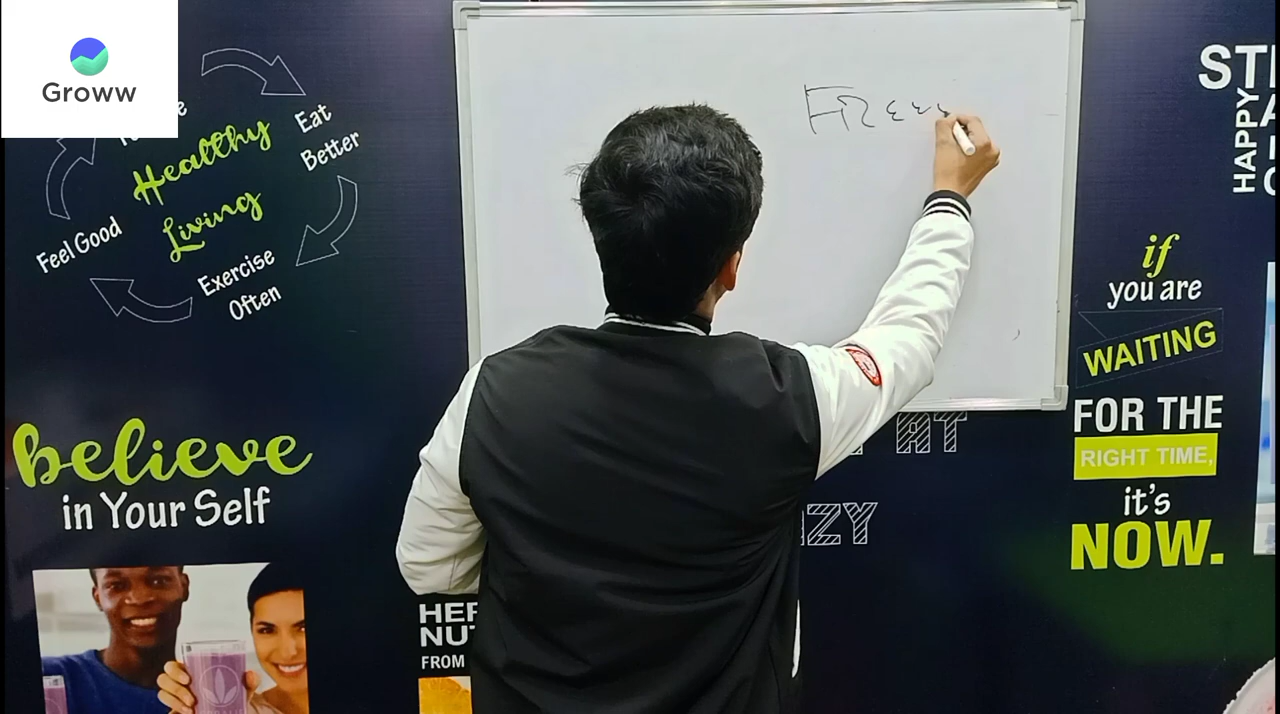 Groww
Healthy
Living
Eat
Better
Exercise
Often
Feel Good
believe
in Your Self
HER
NUT
FROM
AT
ZY
HAPPY
if
you are
WAITING
FOR THE
RIGHT TIME,
it's
NOW.